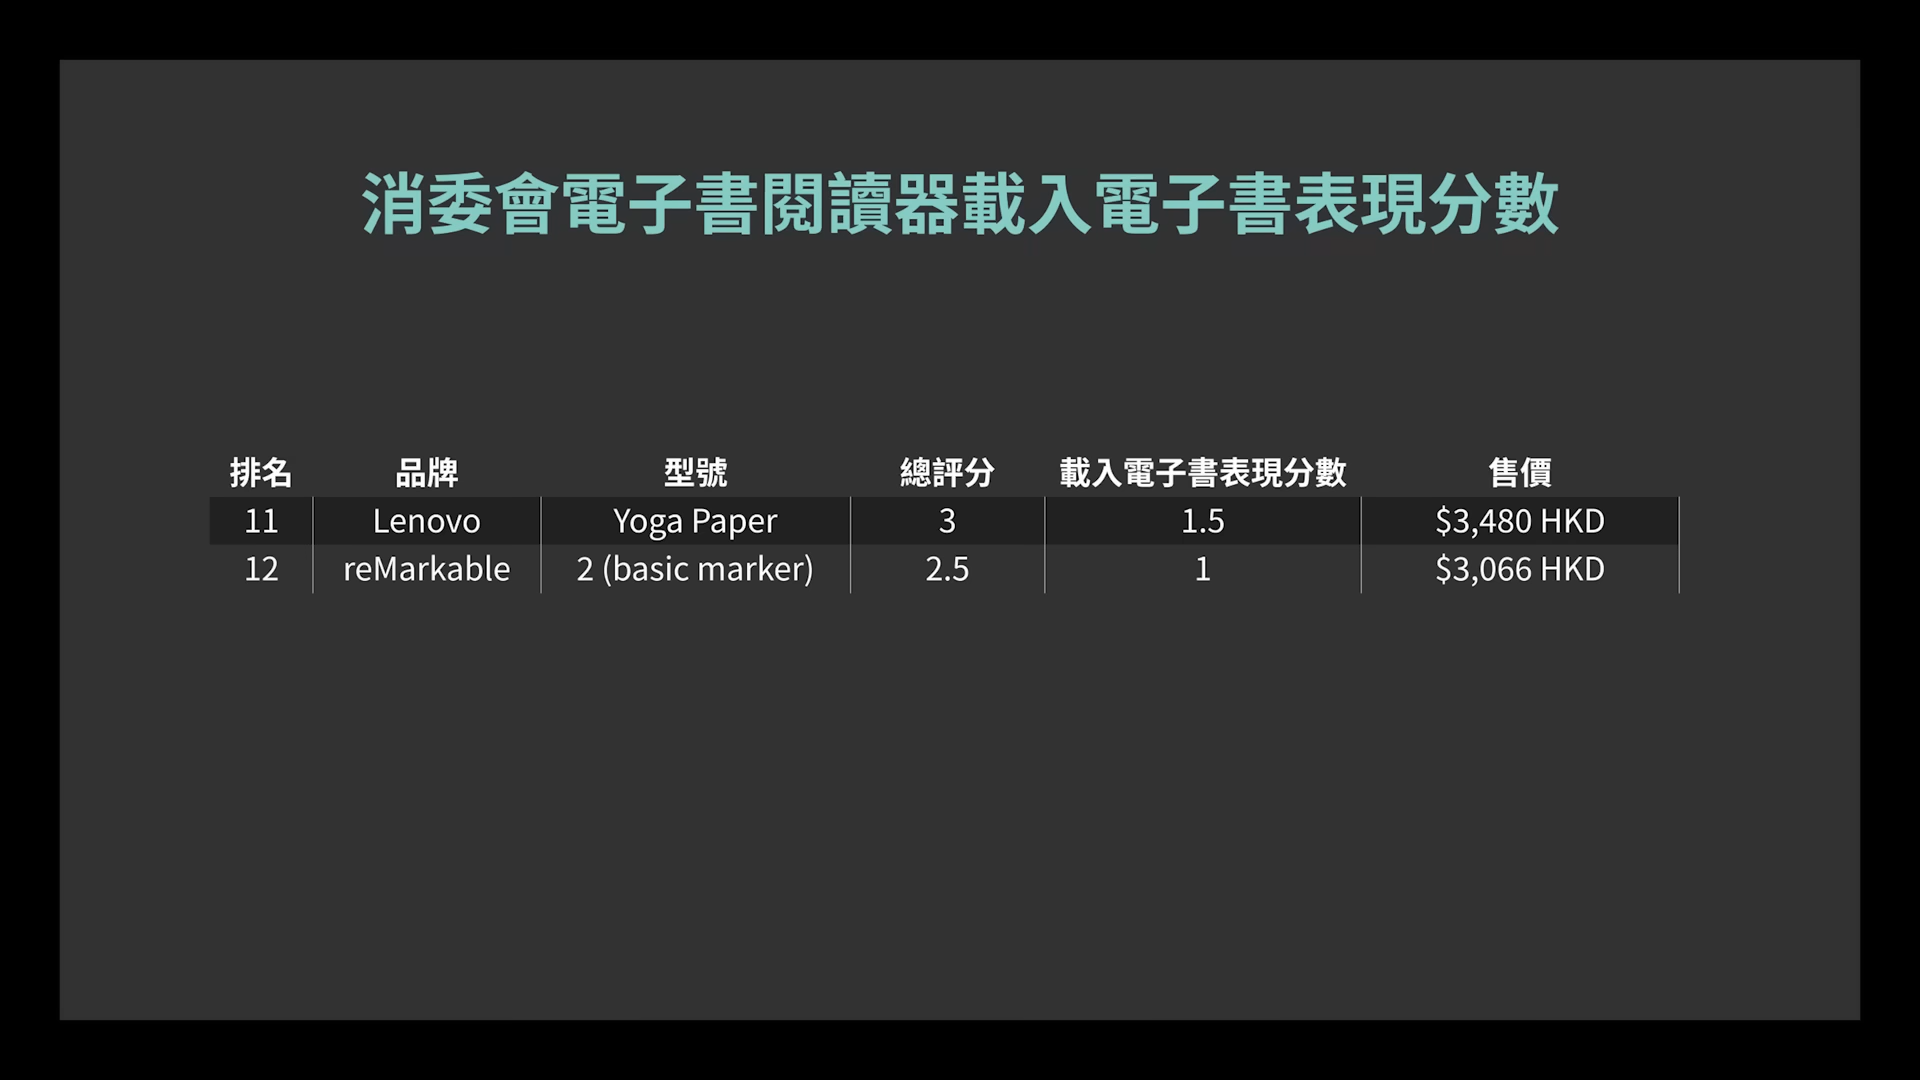 消委會電子書閱讀器載入電子書表現分數
排名 品牌 型號 總評分 載入電子書表現分數 售價
11 Lenovo Yoga Paper 3 1.5 $3,480 HKD
12 reMarkable 2 (basic marker) 2.5 1 $3,066 HKD